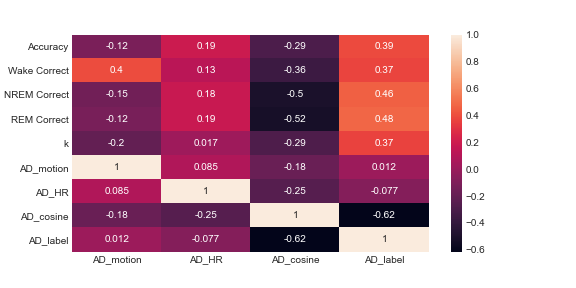 Accuracy -0.12 0.19 -0.29 0.39
Wake Correct 0.4 0.13 -0.36 0.37
NREM Correct -0.15 0.18 -0.5 0.46
REM Correct -0.12 0.19 -0.52 0.48
k -0.2 0.017 -0.29 0.37
AD_motion 1 0.085 -0.18 0.012
AD_HR 0.085 1 -0.25 -0.077
AD_cosine -0.18 -0.25 1 -0.62
AD_label 0.012 -0.077 -0.62 1
AD_motion AD_HR AD_cosine AD_label
1.0
0.8
0.6
0.4
0.2
0.0
−0.2
−0.4
−0.6